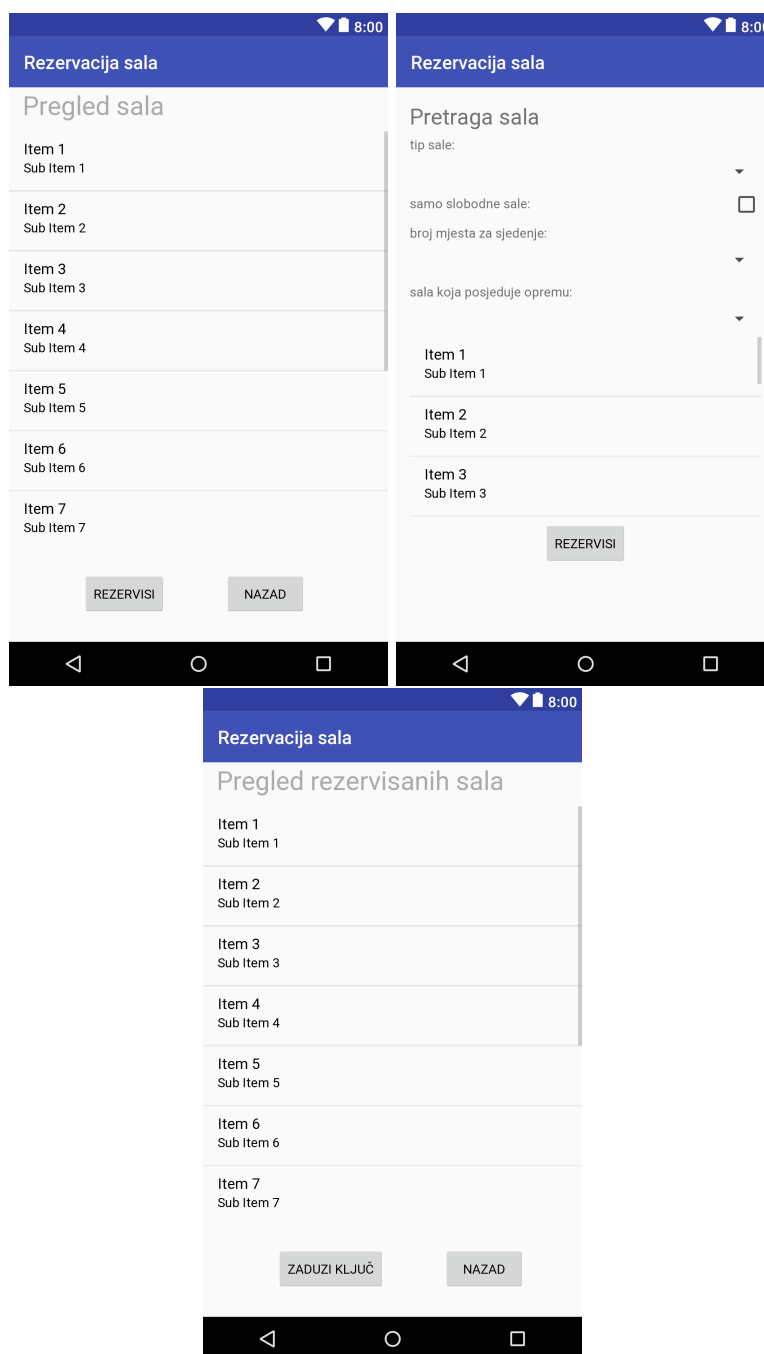 8:00
Rezervacija sala
Pregled sala
Item 1
Sub Item 1
Item 2
Sub Item 2
Item 3
Sub Item 3
Item 4
Sub Item 4
Item 5
Sub Item 5
Item 6
Sub Item 6
Item 7
Sub Item 7
REZERVISI NAZAD
8:00
Rezervacija sala
Pretraga sala
tip sale:
samo slobodne sale:
broj mjesta za sjedenje:
sala koja posjeduje opremu:
Item 1
Sub Item 1
Item 2
Sub Item 2
Item 3
Sub Item 3
REZERVISI
8:00
Rezervacija sala
Pregled rezervisanih sala
Item 1
Sub Item 1
Item 2
Sub Item 2
Item 3
Sub Item 3
Item 4
Sub Item 4
Item 5
Sub Item 5
Item 6
Sub Item 6
Item 7
Sub Item 7
ZADUZI KLJUČ NAZAD